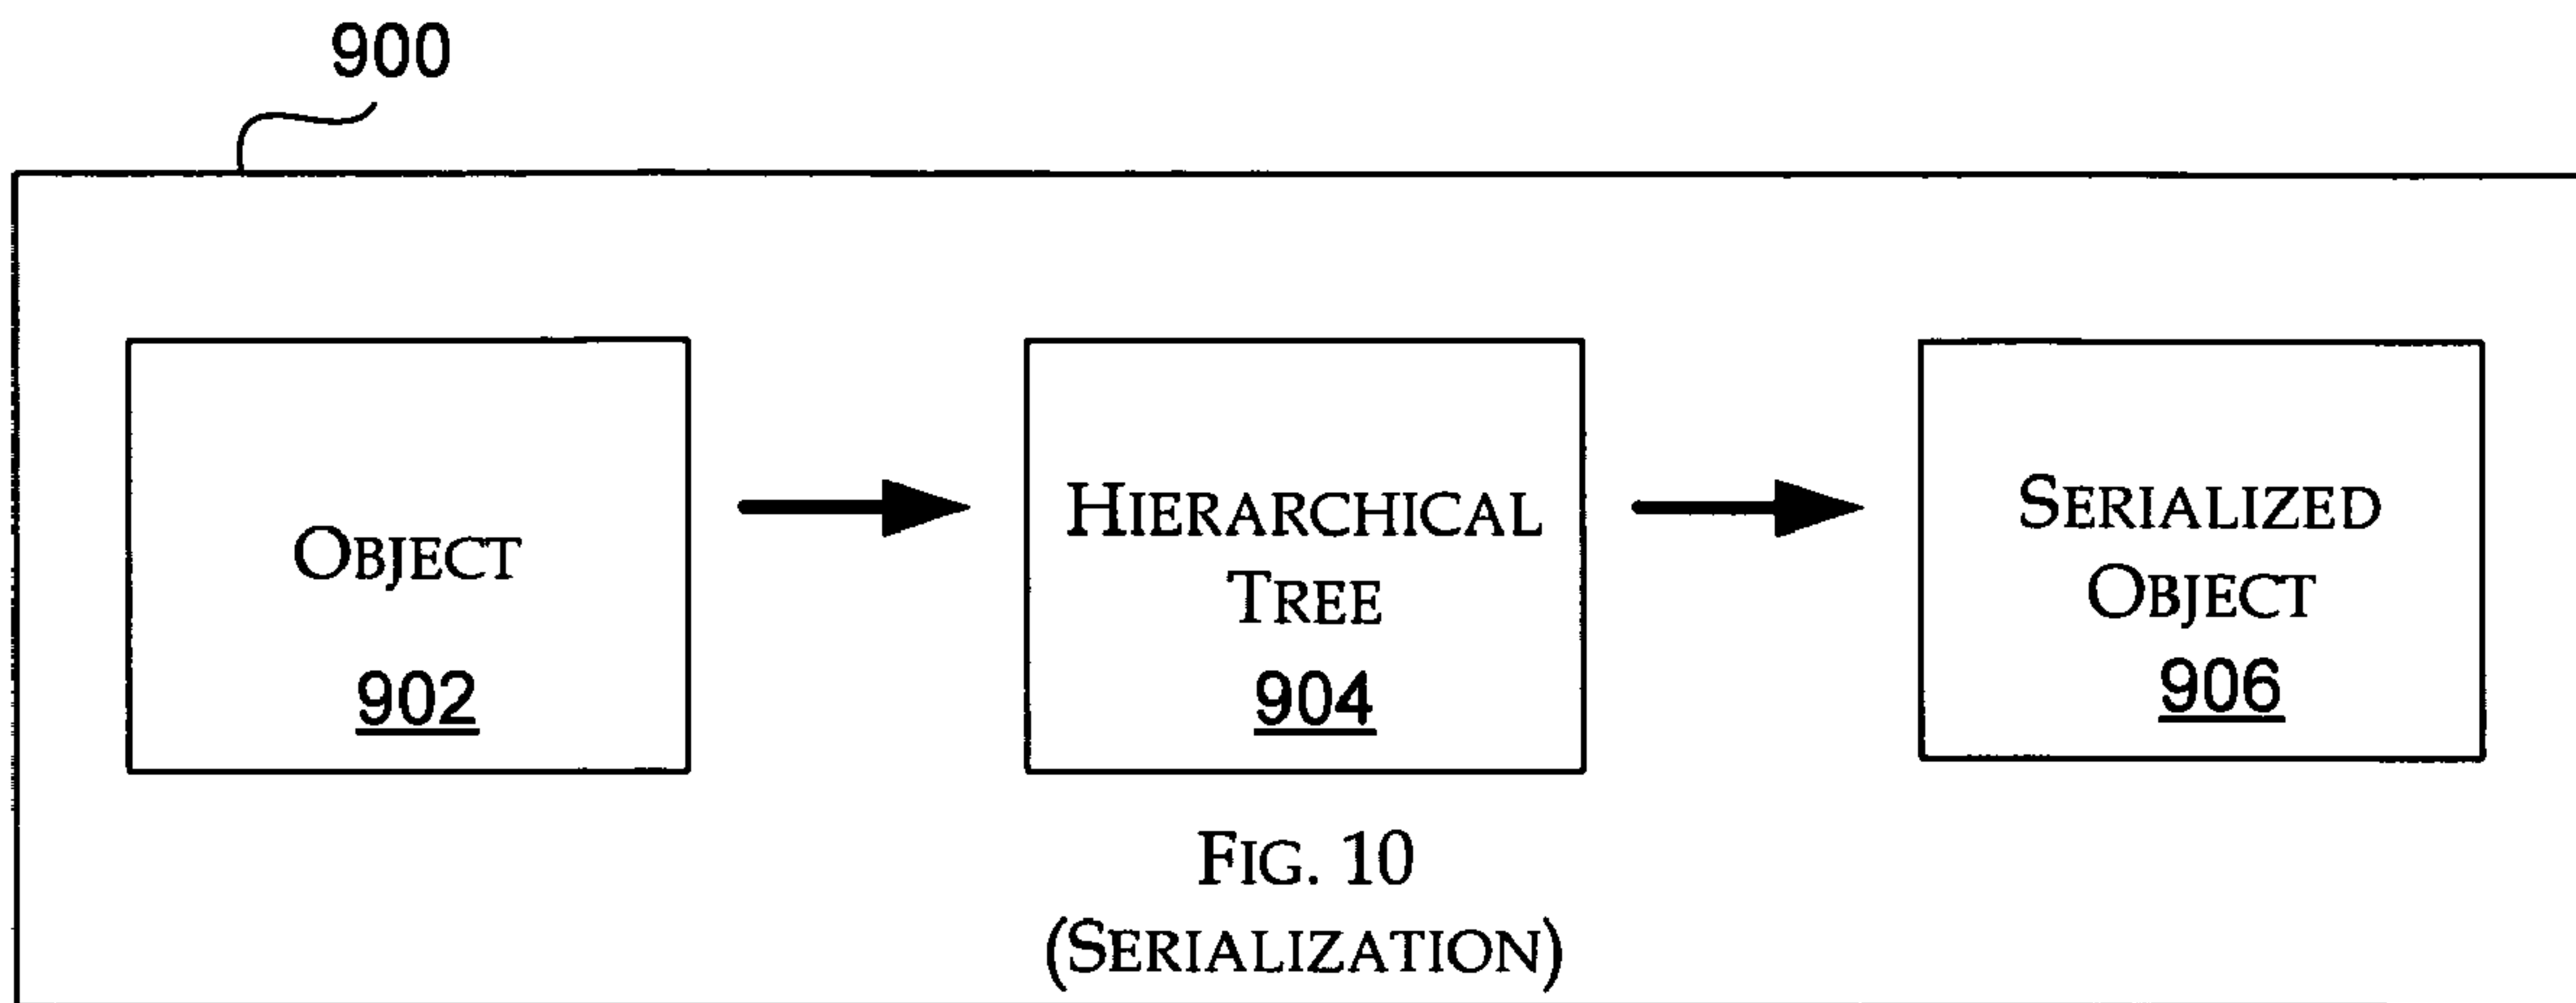 900
OBJECT
902
HIERARCHICAL
TREE
904
SERIALIZED
OBJECT
906
FIG. 10
(SERIALIZATION)